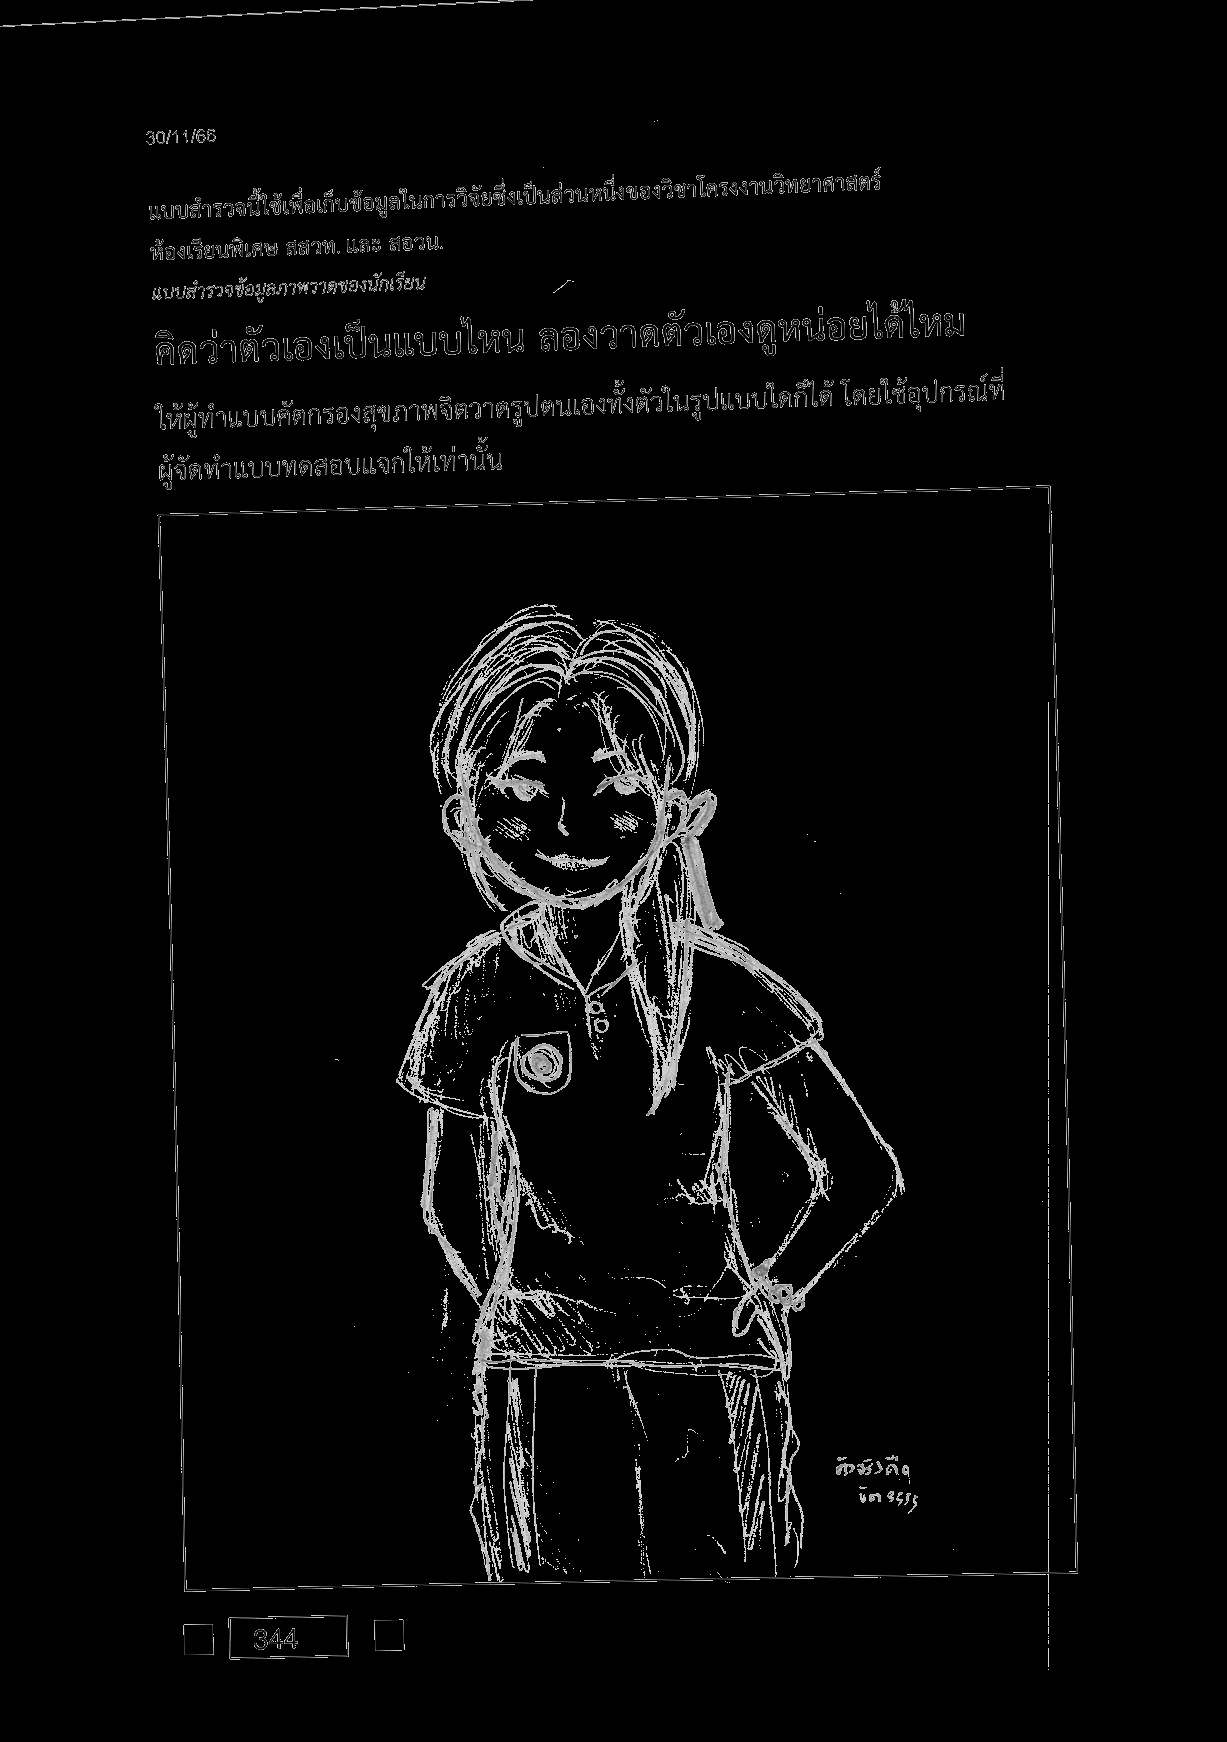 30/11/66
แบบสำรวจนี้ใช้เพื่อเก็บข้อมูลในการวิจัยซึ่งเป็นส่วนหนึ่งของวิชาโครงงานวิทยาศาสตร์
ห้องเรียนพิเศษ สสวท. และ สอวน.
แบบสำรวจข้อมูลภาพวาดของนักเรียน
คิดว่าตัวเองเป็นแบบไหน ลองวาดตัวเองดูหน่อยได้ไหม
ให้ผู้ทำแบบคัดกรองสุขภาพจิตวาดรูปตนเองทั้งตัวในรูปแบบใดก็ได้ โดยใช้อุปกรณ์ที่
ผู้จัดทำแบบทดสอบแจกให้เท่านั้น
344